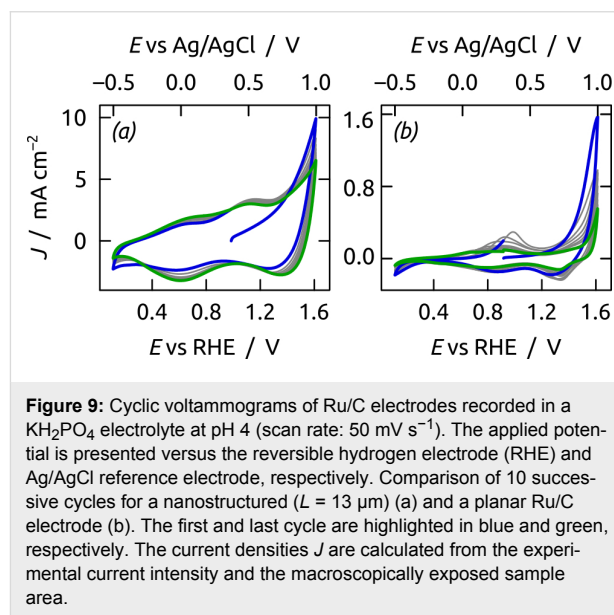 E vs Ag/AgCl / V E vs Ag/AgCl / V
−0.5 0.0 0.5 −0.5 0.0 0.5 1.0
10 (a) 1.6 (b)
5 0.8
0 0.0
J / mA cm⁻²
0.4 0.8 1.2 1.6 0.4 0.8 1.2 1.6
E vs RHE / V E vs RHE / V
Figure 9: Cyclic voltammograms of Ru/C electrodes recorded in a
KH₂PO₄ electrolyte at pH 4 (scan rate: 50 mV s⁻¹). The applied poten-
tial is presented versus the reversible hydrogen electrode (RHE) and
Ag/AgCl reference electrode, respectively. Comparison of 10 succes-
sive cycles for a nanostructured (L = 13 μm) (a) and a planar Ru/C
electrode (b). The first and last cycle are highlighted in blue and green,
respectively. The current densities J are calculated from the experi-
mental current intensity and the macroscopically exposed sample
area.